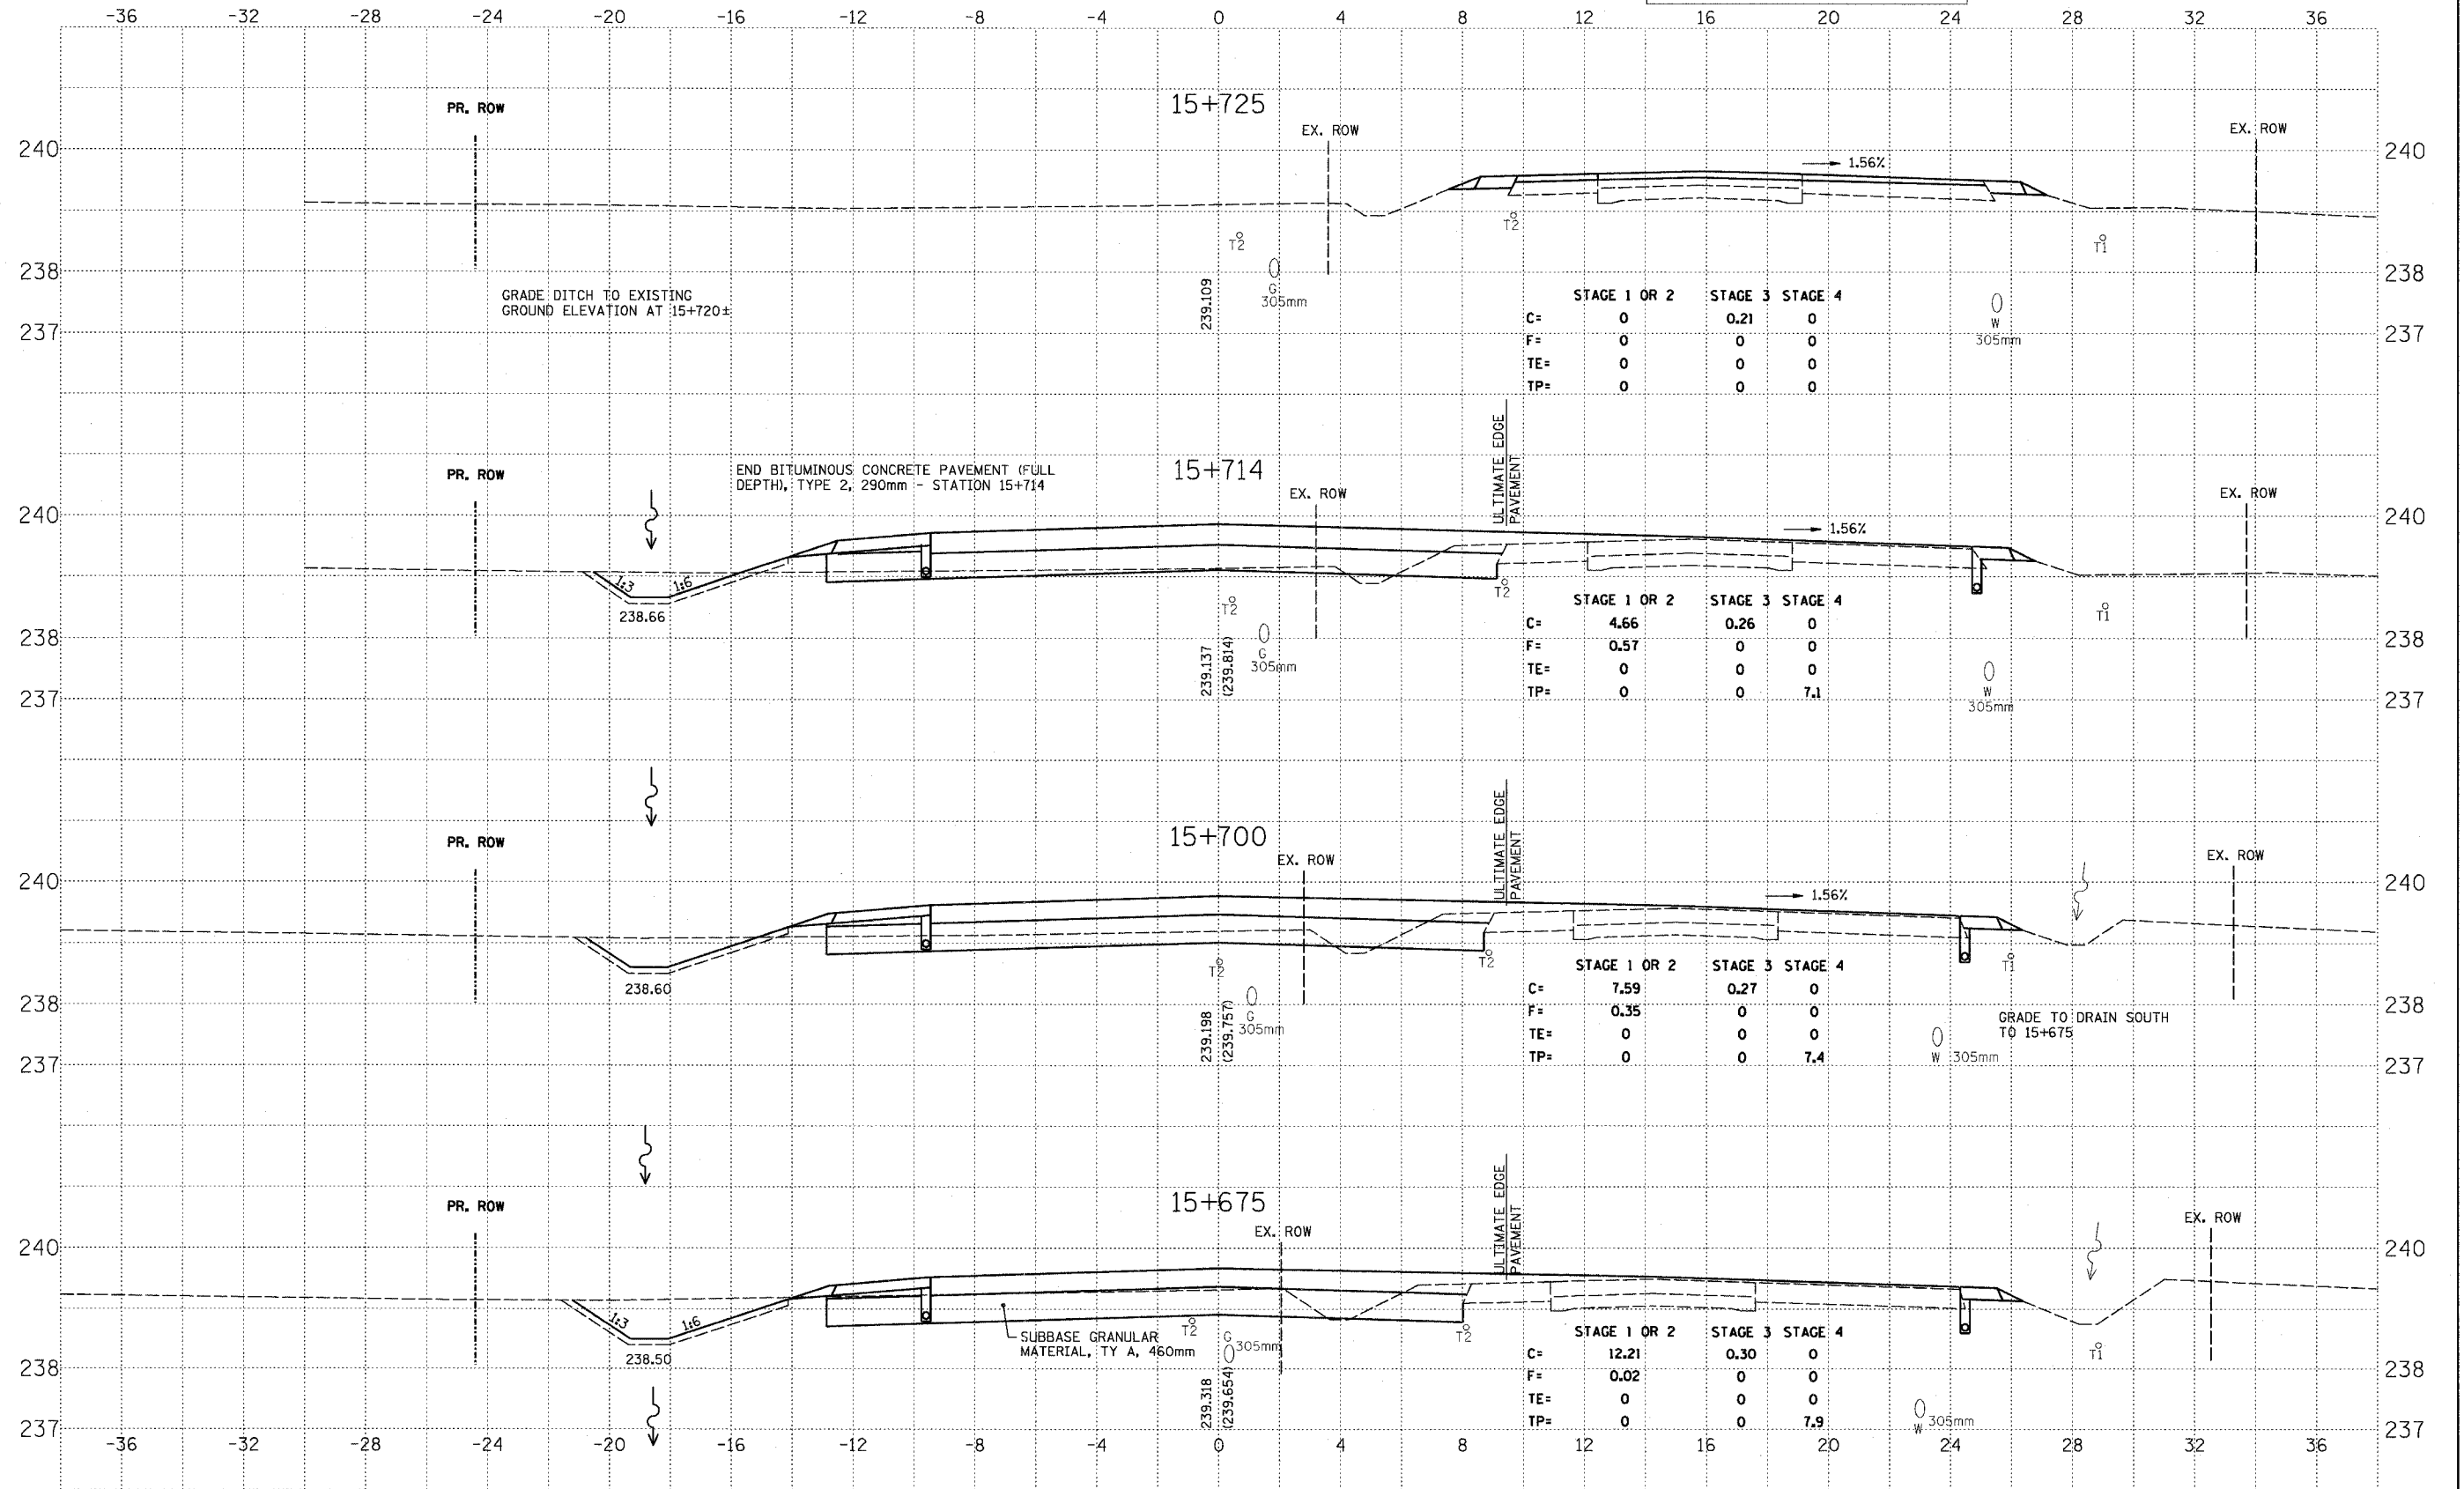 -36 -32 -28 -24 -20 -16 -12 -8 -4 0 4 8 12 16 20 24 28 32 36
15+725
PR. ROW
EX. ROW
EX. ROW
240
240
1.56%
T2
T2
T1
238
238
G
305mm
239.109
GRADE DITCH TO EXISTING
GROUND ELEVATION AT 15+720±
STAGE 1 OR 2 STAGE 3 STAGE 4
C= 0 0.21 0
F= 0 0 0
TE= 0 0 0
TP= 0 0 0
W
305mm
237
237
15+714
PR. ROW
END BITUMINOUS CONCRETE PAVEMENT (FULL
DEPTH), TYPE 2, 290mm - STATION 15+714
EX. ROW
ULTIMATE EDGE
PAVEMENT
EX. ROW
240
240
1.56%
1:3
1:6
238.66
T2
T2
T1
238
238
G
305mm
239.137
(239.814)
STAGE 1 OR 2 STAGE 3 STAGE 4
C= 4.66 0.26 0
F= 0.57 0 0
TE= 0 0 0
TP= 0 0 7.1
W
305mm
237
237
15+700
PR. ROW
EX. ROW
ULTIMATE EDGE
PAVEMENT
EX. ROW
240
240
1.56%
238.60
T2
T2
T1
238
238
G
305mm
239.198
(239.757)
STAGE 1 OR 2 STAGE 3 STAGE 4
C= 7.59 0.27 0
F= 0.35 0 0
TE= 0 0 0
TP= 0 0 7.4
W 305mm
GRADE TO DRAIN SOUTH
TO 15+675
237
237
15+675
PR. ROW
EX. ROW
ULTIMATE EDGE
PAVEMENT
EX. ROW
240
240
1:3
1:6
238.50
T2
SUBBASE GRANULAR
MATERIAL, TY A, 460mm
G
305mm
T2
T1
238
238
239.318
(239.654)
STAGE 1 OR 2 STAGE 3 STAGE 4
C= 12.21 0.30 0
F= 0.02 0 0
TE= 0 0 0
TP= 0 0 7.9
W 305mm
237
237
-36 -32 -28 -24 -20 -16 -12 -8 -4 0 4 8 12 16 20 24 28 32 36